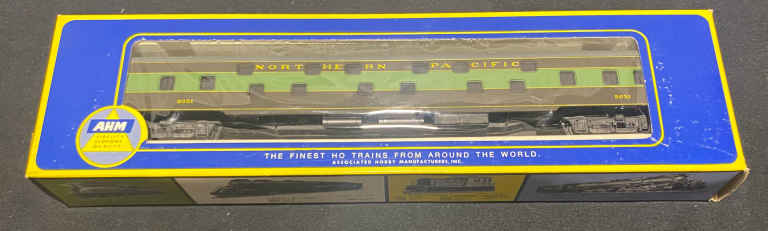 NORTHERN PACIFIC
AHM
THE FINEST HO TRAINS FROM AROUND THE WORLD.
ASSOCIATED HOBBY MANUFACTURERS, INC.